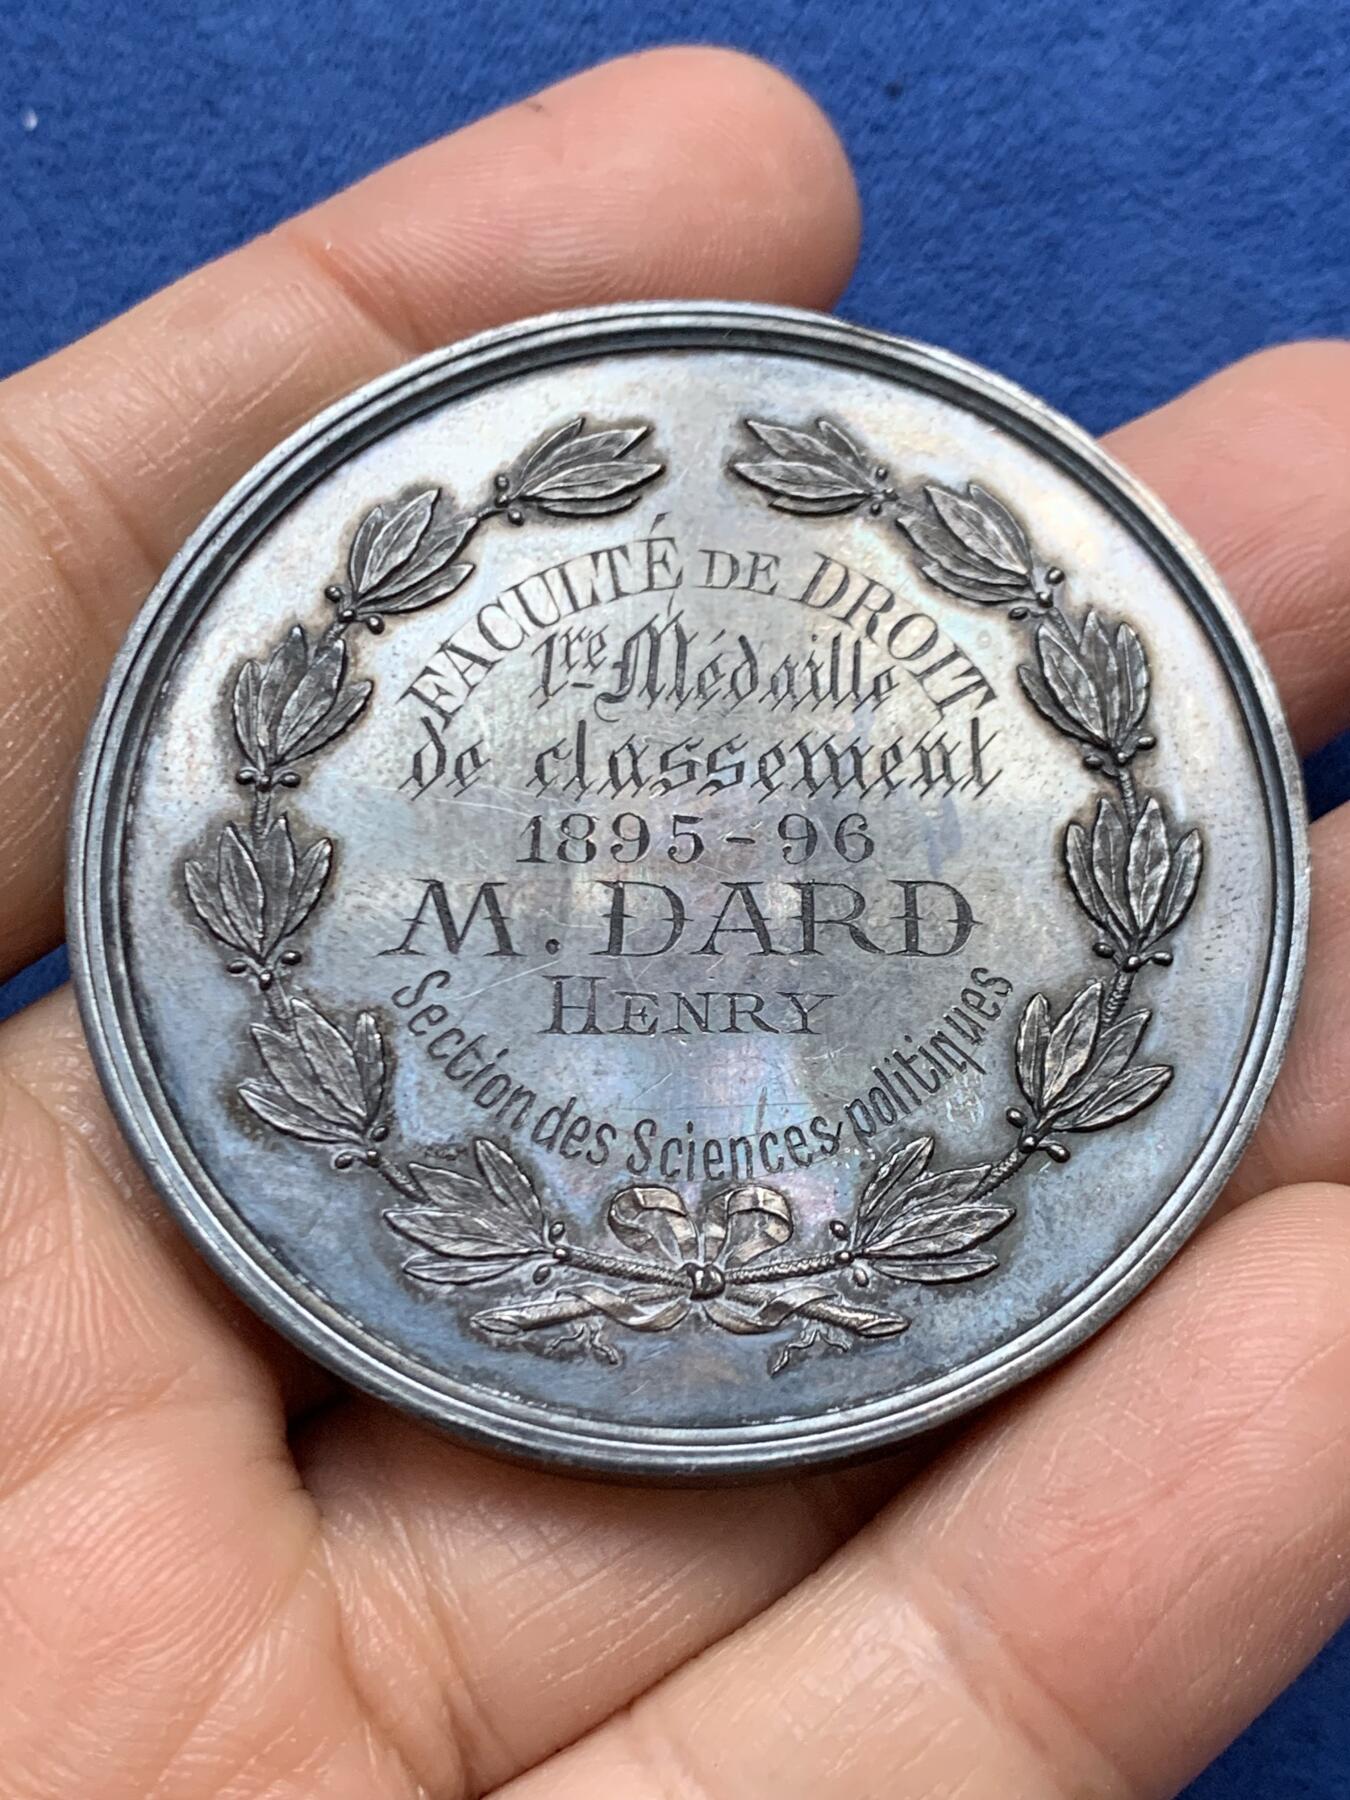 FACULTÉ DE DROIT
1re Médaille
de classement
1895-96
M. DARD
HENRY
Section des Sciences politiques